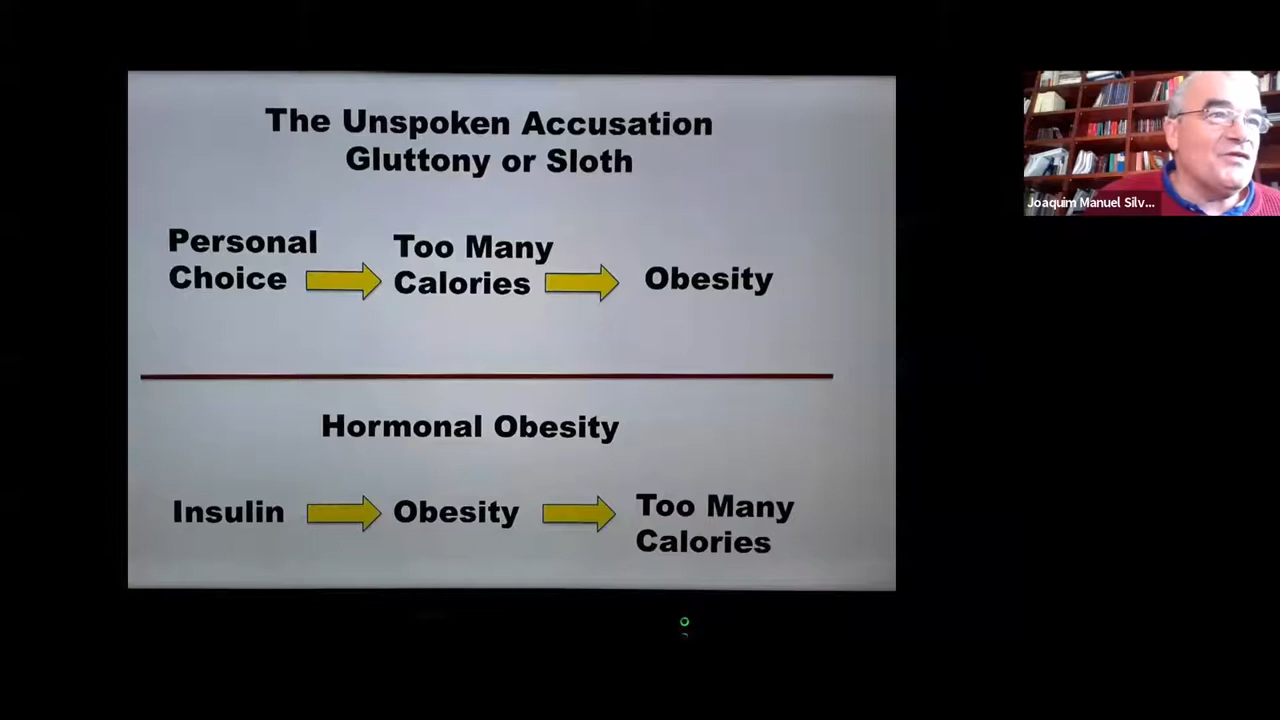 The Unspoken Accusation
Gluttony or Sloth
Personal
Choice
Too Many
Calories
Obesity
Hormonal Obesity
Insulin
Obesity
Too Many
Calories
Joaquim Manuel Silv...